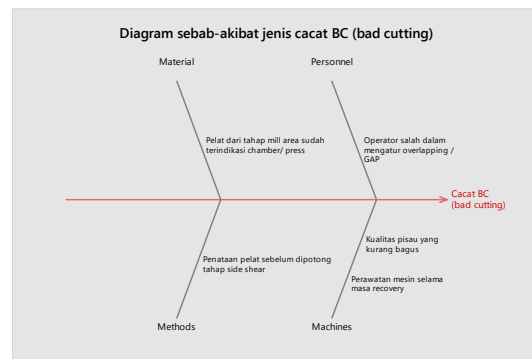 Diagram sebab-akibat jenis cacat BC (bad cutting)
Material
Personnel
Pelat dari tahap mill area sudah
terindikasi chamber/ press
Operator salah dalam
mengatur overlapping /
GAP
Cacat BC
(bad cutting)
Kualitas pisau yang
kurang bagus
Penataan pelat sebelum dipotong
tahap side shear
Perawatan mesin selama
masa recovery
Methods
Machines